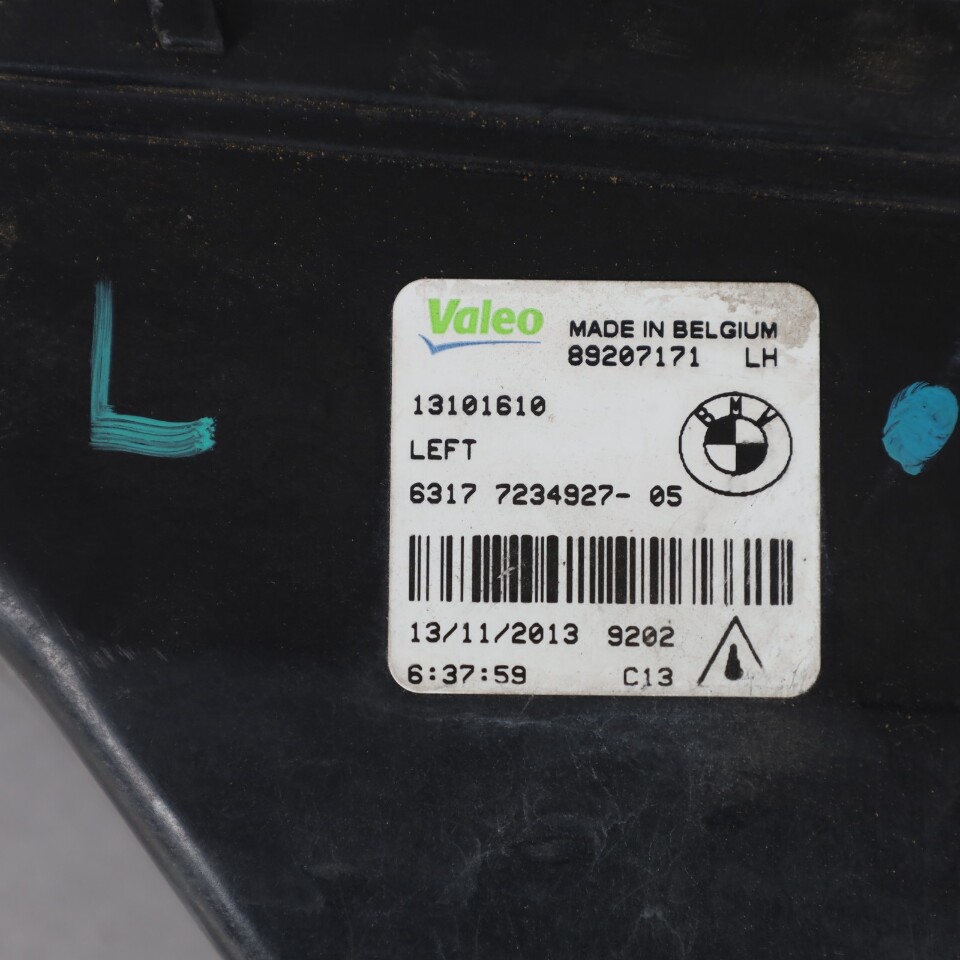 L
Valeo
MADE IN BELGIUM
89207171 LH
13101610
BMW
LEFT
6317 7234927- 05
13/11/2013 9202
6:37:59 C13